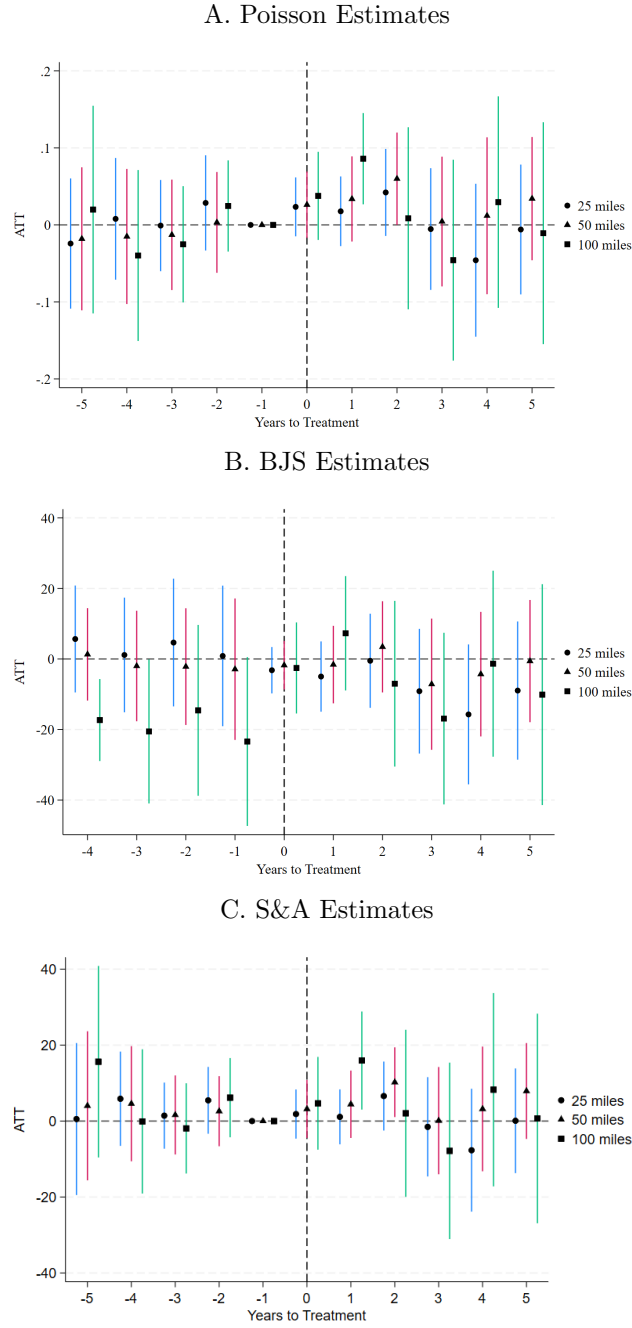 A. Poisson Estimates
.2
.1
0
-.1
-.2
ATT
-5 -4 -3 -2 -1 0 1 2 3 4 5
Years to Treatment
25 miles
50 miles
100 miles
B. BJS Estimates
40
20
0
-20
-40
ATT
-4 -3 -2 -1 0 1 2 3 4 5
Years to Treatment
25 miles
50 miles
100 miles
C. S&A Estimates
40
20
0
-20
-40
ATT
-5 -4 -3 -2 -1 0 1 2 3 4 5
Years to Treatment
25 miles
50 miles
100 miles